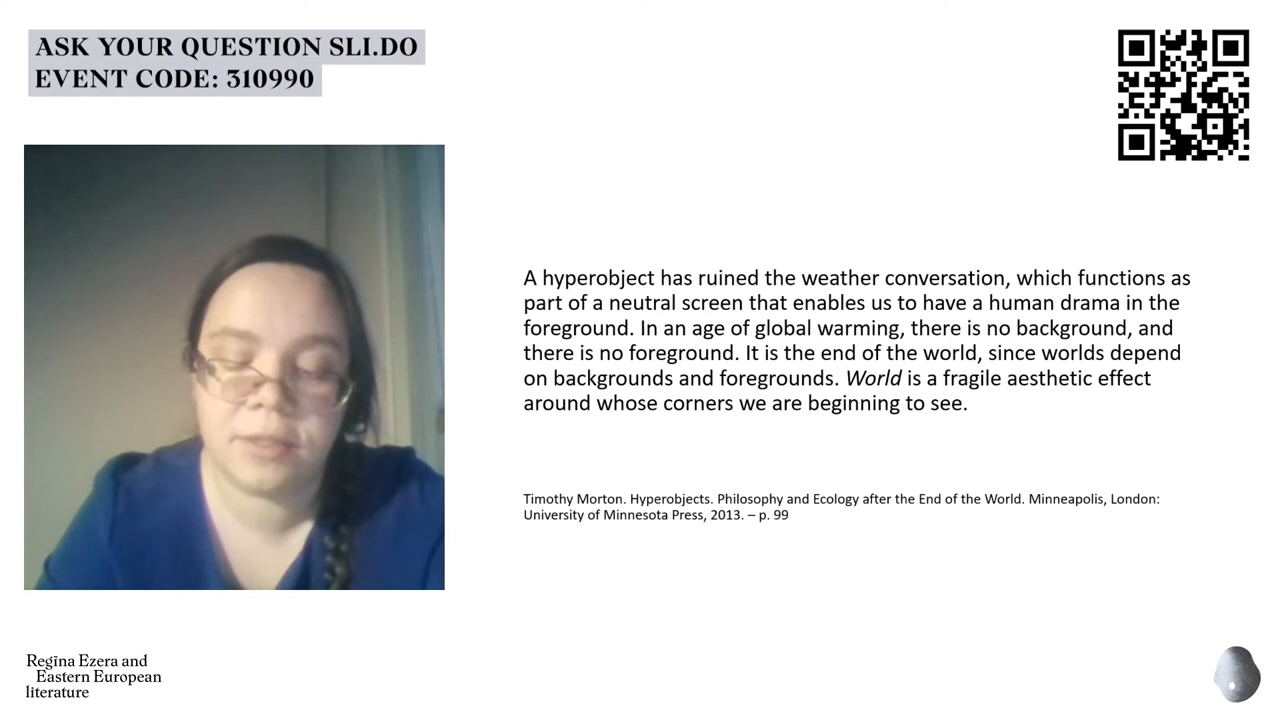 ASK YOUR QUESTION SLI.DO
EVENT CODE: 310990
A hyperobject has ruined the weather conversation, which functions as
part of a neutral screen that enables us to have a human drama in the
foreground. In an age of global warming, there is no background, and
there is no foreground. It is the end of the world, since worlds depend
on backgrounds and foregrounds. World is a fragile aesthetic effect
around whose corners we are beginning to see.
Timothy Morton. Hyperobjects. Philosophy and Ecology after the End of the World. Minneapolis, London:
University of Minnesota Press, 2013. – p. 99
Regīna Ezera and
Eastern European
literature